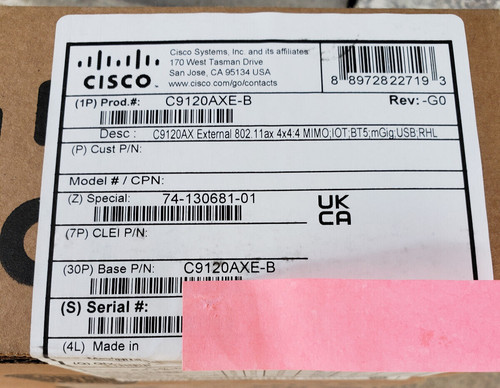 CISCO
Cisco Systems, Inc. and its affiliates
170 West Tasman Drive
San Jose, CA 95134 USA
www.cisco.com/go/contacts
8 89728 22719 3
(1P) Prod.#: C9120AXE-B Rev: -G0
Desc : C9120AX External 802.11ax 4x4:4 MIMO;IOT;BT5;mGig;USB;RHL
(P) Cust P/N:
Model # / CPN:
(Z) Special: 74-130681-01
UK
CA
(7P) CLEI P/N:
(30P) Base P/N: C9120AXE-B
(S) Serial #:
(4L) Made in